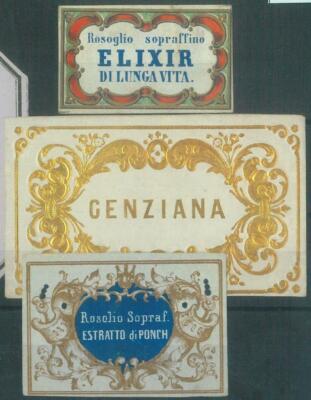 Rosoglio sopraffino
ELIXIR
DI LUNGA VITA.
GENZIANA
Rosolio Sopraf.
ESTRATTO di PONCH